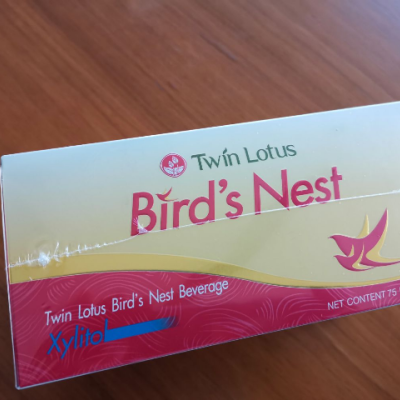 Twin Lotus
Bird's Nest
Twin Lotus Bird's Nest Beverage
Xylitol
NET CONTENT 75